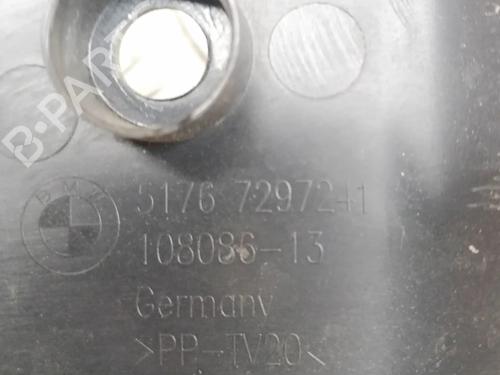 B-PARTS
BMW
5176 7297241
108086-13
Germany
>PP-TV20<